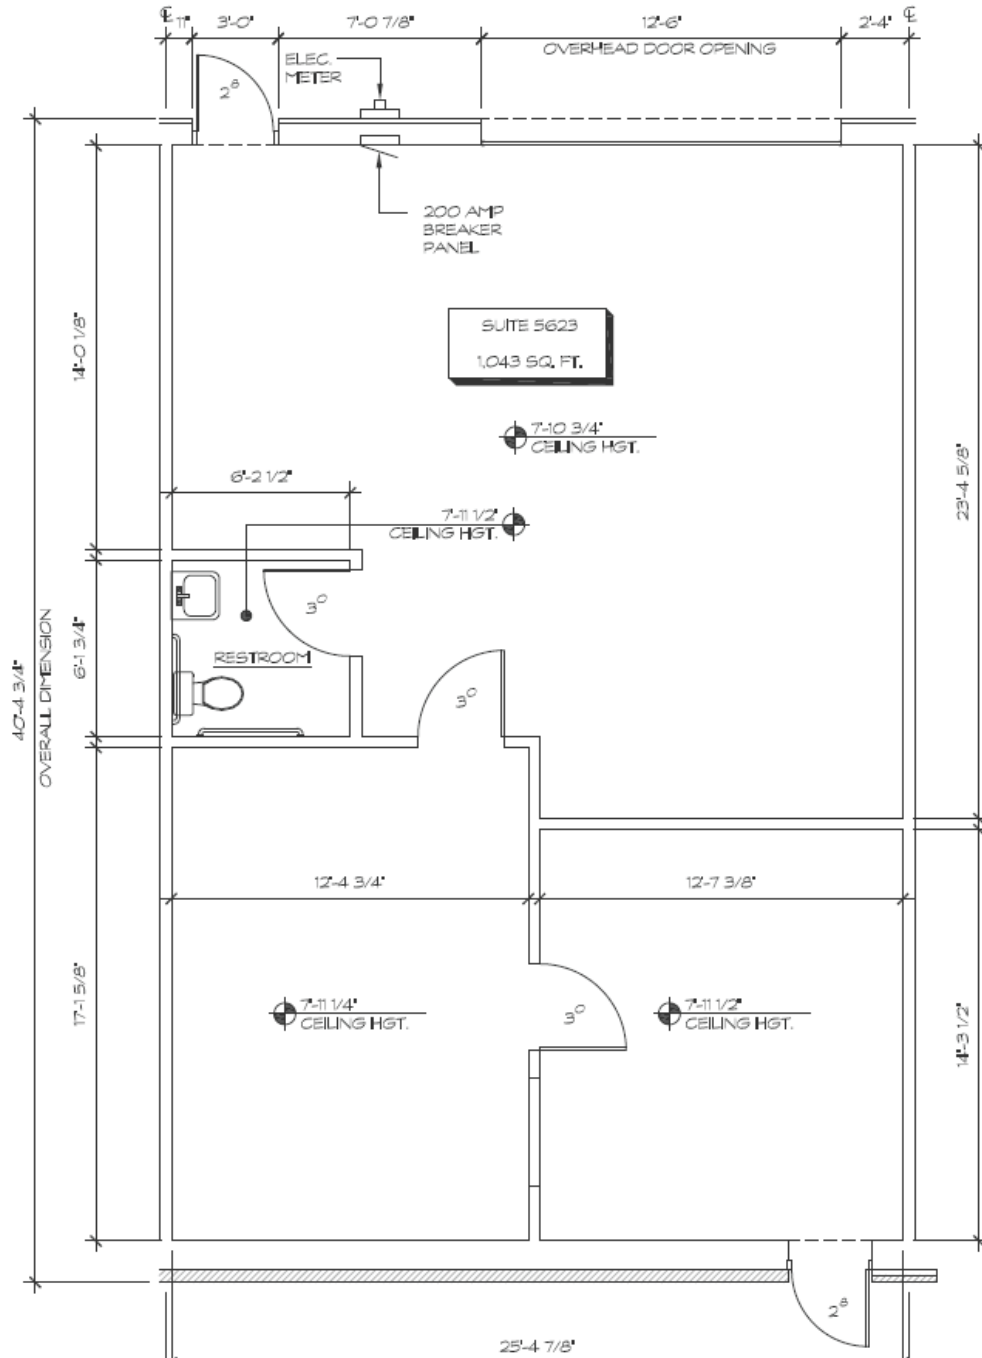 ℄ 11" 3'-0" 7'-0 7/8" 12'-6" 2'-4" ℄
OVERHEAD DOOR OPENING
ELEC.
METER
2⁸
200 AMP
BREAKER
PANEL
SUITE 5623
1,043 SQ. FT.
14'-0 1/8"
7'-10 3/4"
CEILING HGT.
6'-2 1/2"
23'-4 5/8"
7'-11 1/2"
CEILING HGT.
3⁰
RESTROOM
6'-1 3/4"
40'-4 3/4"
OVERALL DIMENSION
3⁰
12'-4 3/4" 12'-7 3/8"
17'-1 5/8"
7'-11 1/4"
CEILING HGT.
3⁰
7'-11 1/2"
CEILING HGT.
14'-3 1/2"
2⁸
25'-4 7/8"